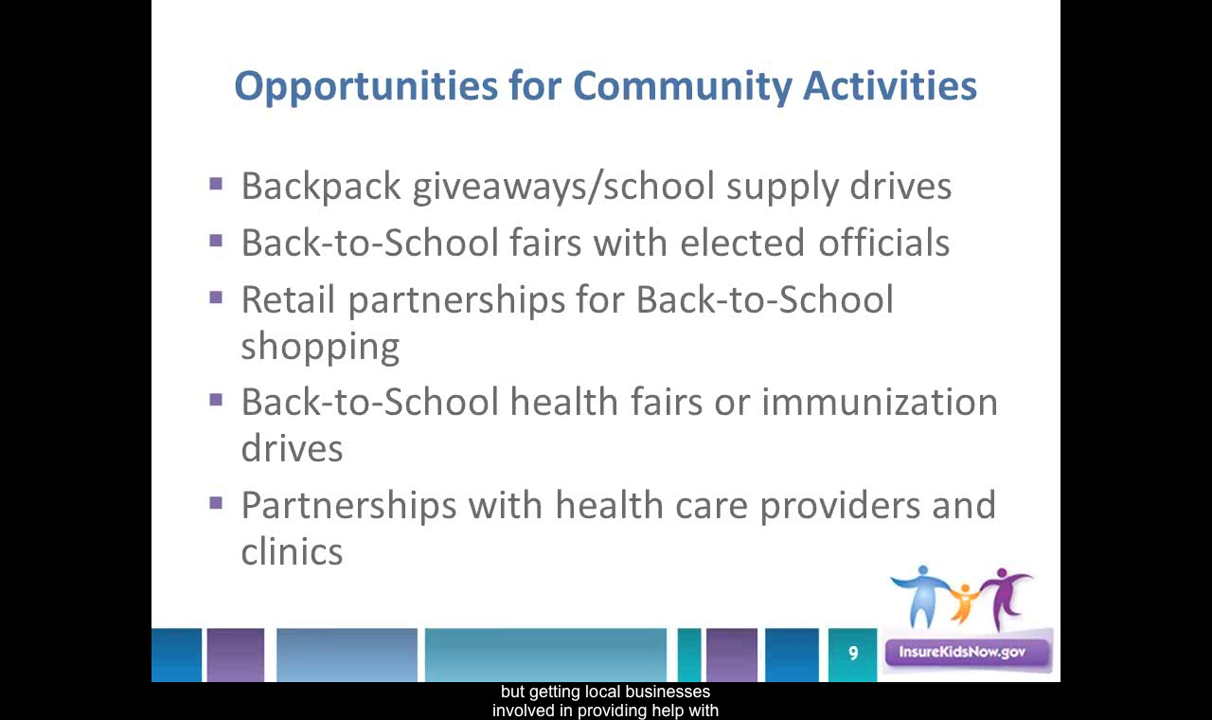 Opportunities for Community Activities
▪ Backpack giveaways/school supply drives
▪ Back-to-School fairs with elected officials
▪ Retail partnerships for Back-to-School
shopping
▪ Back-to-School health fairs or immunization
drives
▪ Partnerships with health care providers and
clinics
9
InsureKidsNow.gov
but getting local businesses
involved in providing help with